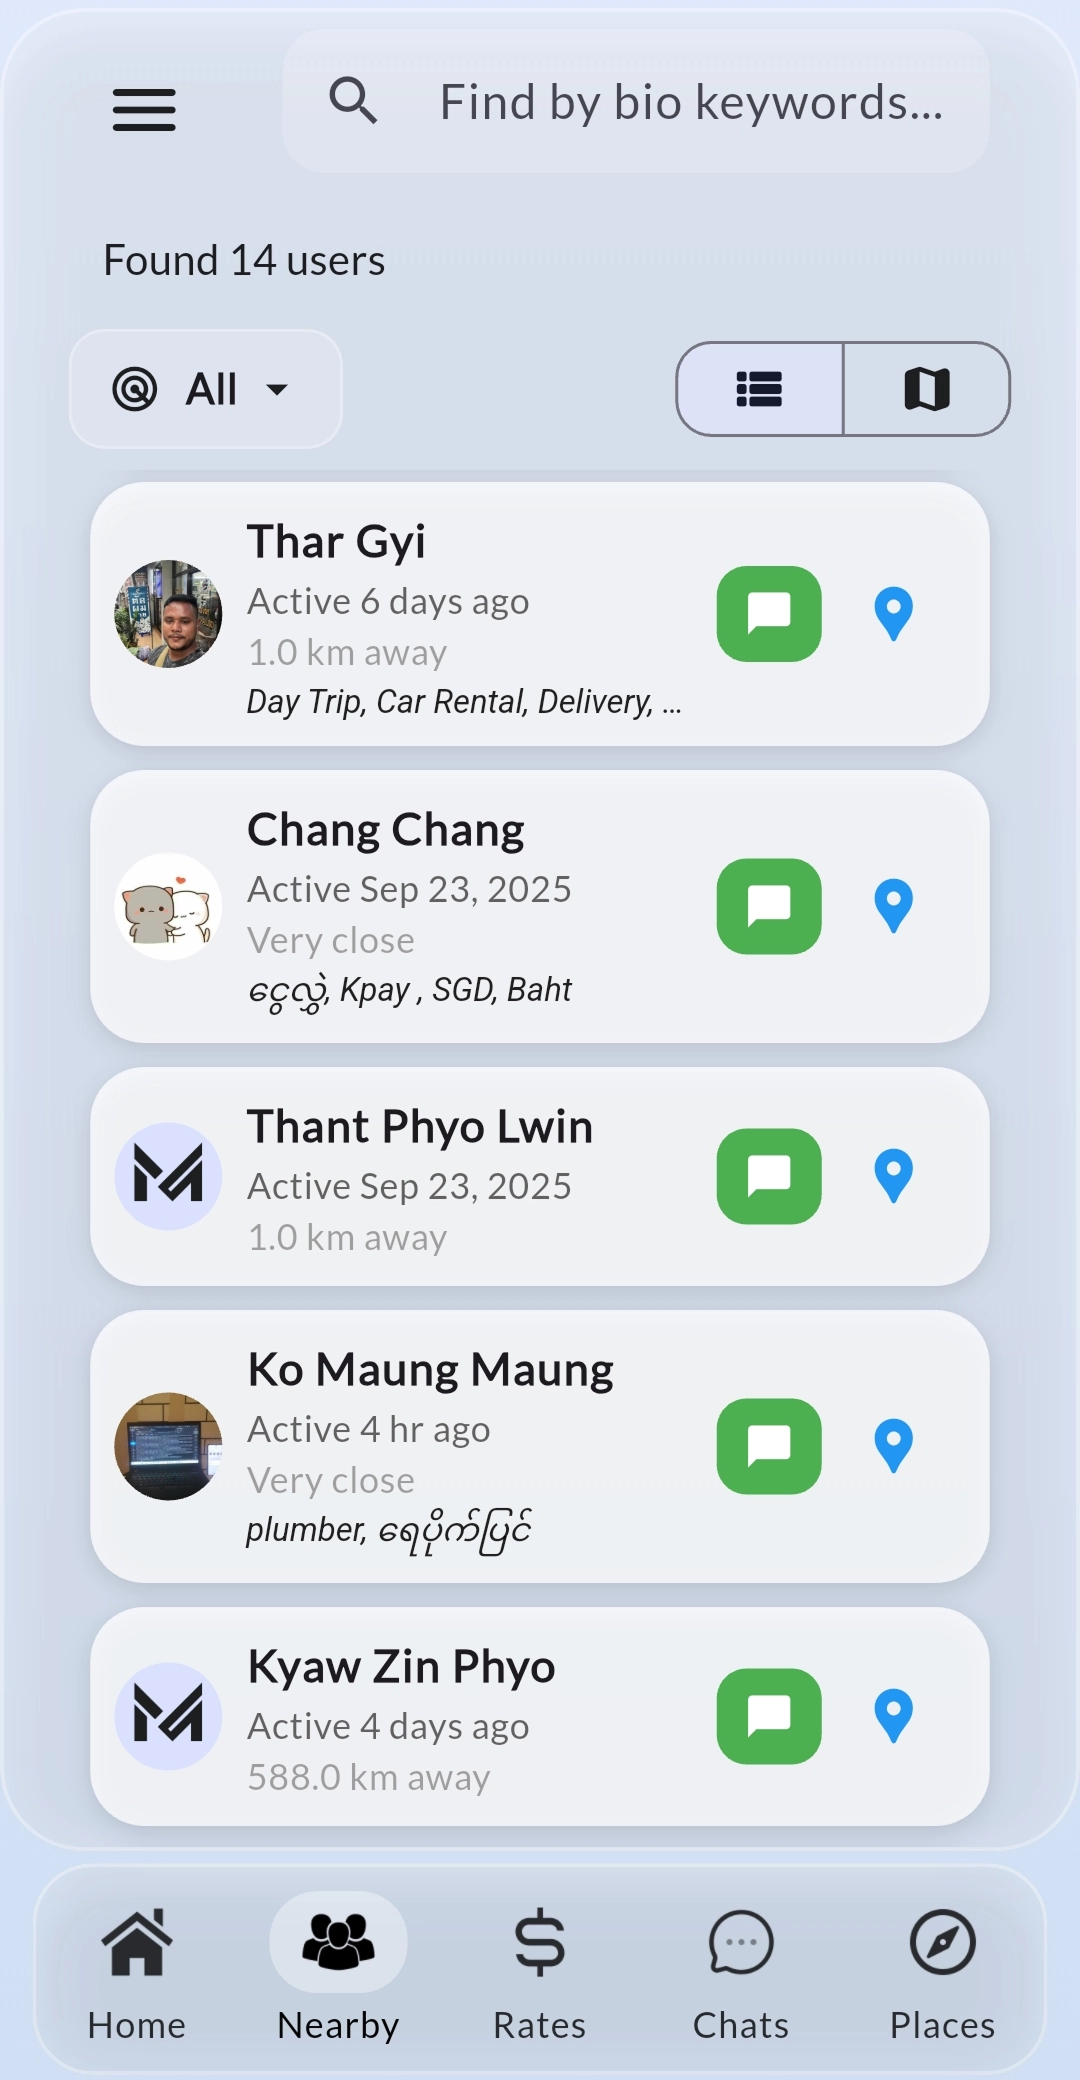 Find by bio keywords...
Found 14 users
All
Thar Gyi
Active 6 days ago
1.0 km away
Day Trip, Car Rental, Delivery, ...
Chang Chang
Active Sep 23, 2025
Very close
ငွေလွှဲ, Kpay , SGD, Baht
Thant Phyo Lwin
Active Sep 23, 2025
1.0 km away
Ko Maung Maung
Active 4 hr ago
Very close
plumber, ရေပိုက်ပြင်
Kyaw Zin Phyo
Active 4 days ago
588.0 km away
Home Nearby Rates Chats Places